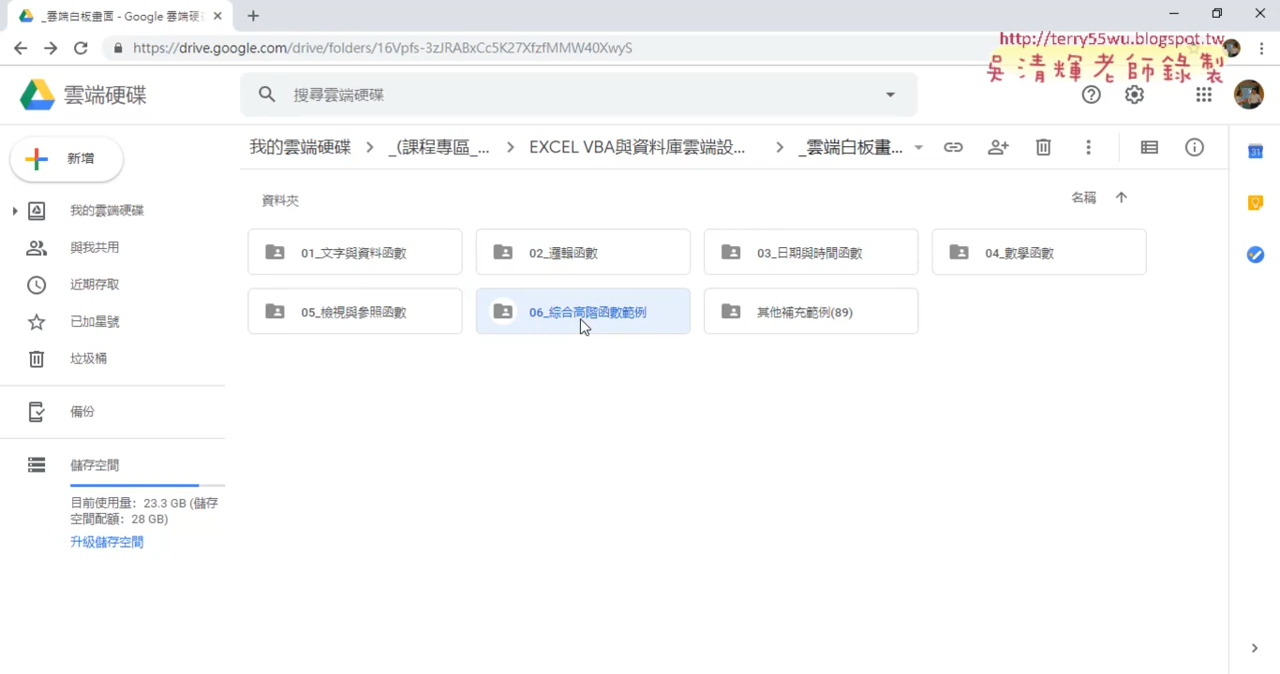 _雲端白板畫面 - Google 雲端硬
https://drive.google.com/drive/folders/16Vpfs-3zJRABxCc5K27XfzfMMW40XwyS
http://terry55wu.blogspot.tw
吳清輝老師錄製
雲端硬碟
搜尋雲端硬碟
新增
我的雲端硬碟
_(課程專區_...
EXCEL VBA與資料庫雲端設...
_雲端白板畫...
31
資料夾
名稱
我的雲端硬碟
與我共用
近期存取
已加星號
垃圾桶
備份
儲存空間
目前使用量：23.3 GB (儲存
空間配額：28 GB)
升級儲存空間
01_文字與資料函數
02_邏輯函數
03_日期與時間函數
04_數學函數
05_檢視與參照函數
06_綜合高階函數範例
其他補充範例(89)